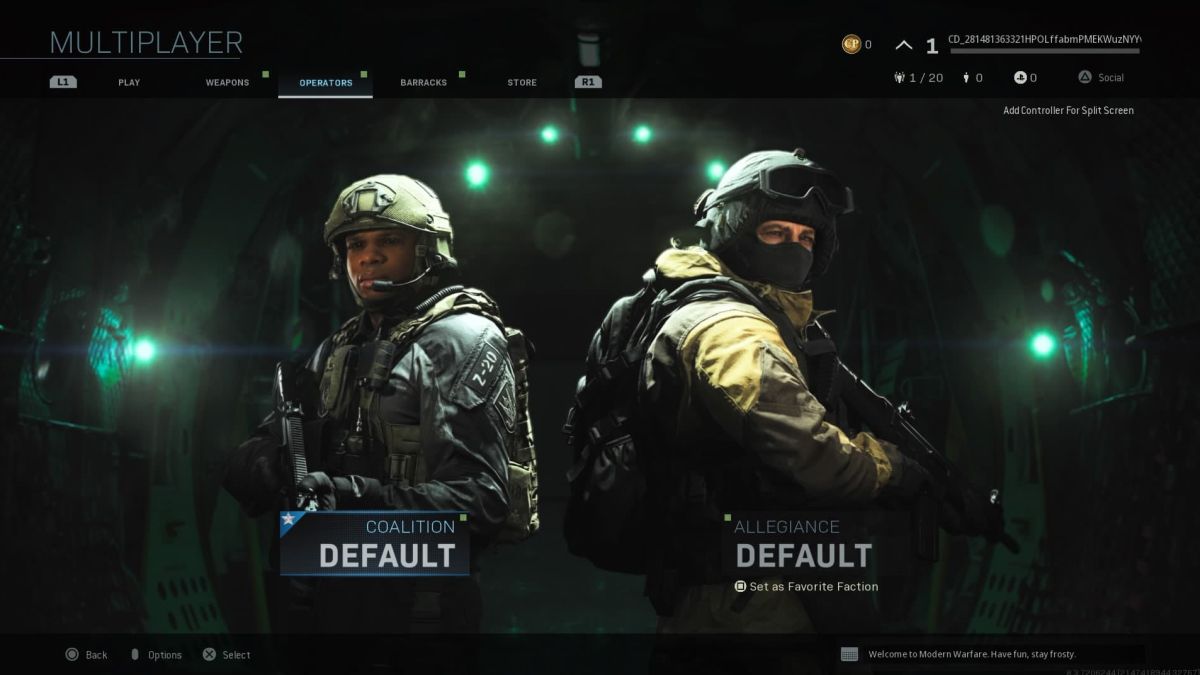 MULTIPLAYER
CP 0
1
L1
PLAY
WEAPONS
OPERATORS
BARRACKS
STORE
R1
1 / 20
0
0
Social
Add Controller For Split Screen
Z-20
COALITION
DEFAULT
ALLEGIANCE
DEFAULT
Set as Favorite Faction
Back
Options
Select
Welcome to Modern Warfare. Have fun, stay frosty.